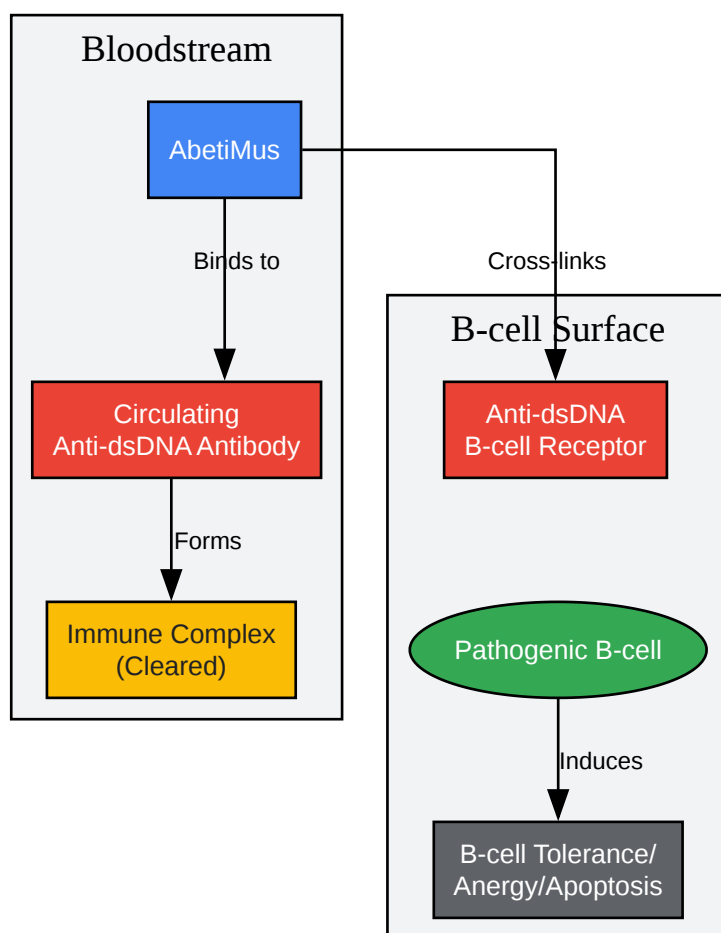 Bloodstream
AbetiMus
Binds to
Cross-links
B-cell Surface
Circulating
Anti-dsDNA Antibody
Anti-dsDNA
B-cell Receptor
Forms
Immune Complex
(Cleared)
Pathogenic B-cell
Induces
B-cell Tolerance/
Anergy/Apoptosis